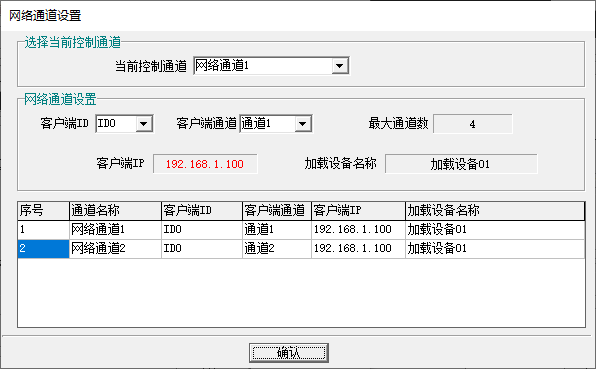 网络通道设置
选择当前控制通道
当前控制通道 网络通道1
网络通道设置
客户端ID ID0 客户端通道 通道1 最大通道数 4
客户端IP 192.168.1.100 加载设备名称 加载设备01
序号 通道名称 客户端ID 客户端通道 客户端IP 加载设备名称
1 网络通道1 ID0 通道1 192.168.1.100 加载设备01
2 网络通道2 ID0 通道2 192.168.1.100 加载设备01
确认